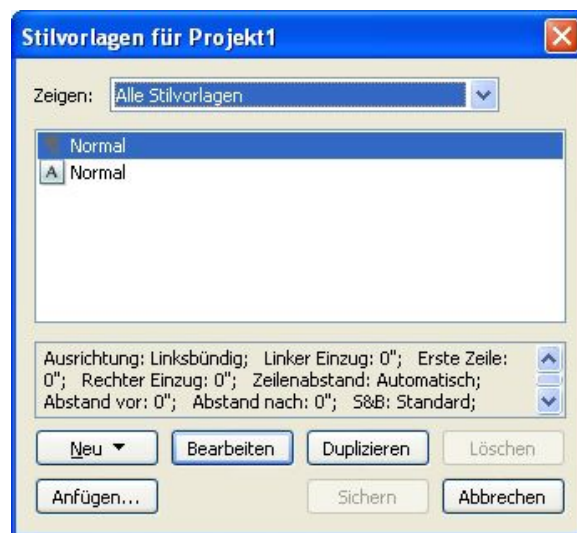 Stilvorlagen für Projekt1
Zeigen: Alle Stilvorlagen
Normal
A Normal
Ausrichtung: Linksbündig; Linker Einzug: 0"; Erste Zeile:
0"; Rechter Einzug: 0"; Zeilenabstand: Automatisch;
Abstand vor: 0"; Abstand nach: 0"; S&B: Standard;
Neu Bearbeiten Duplizieren Löschen
Anfügen... Sichern Abbrechen